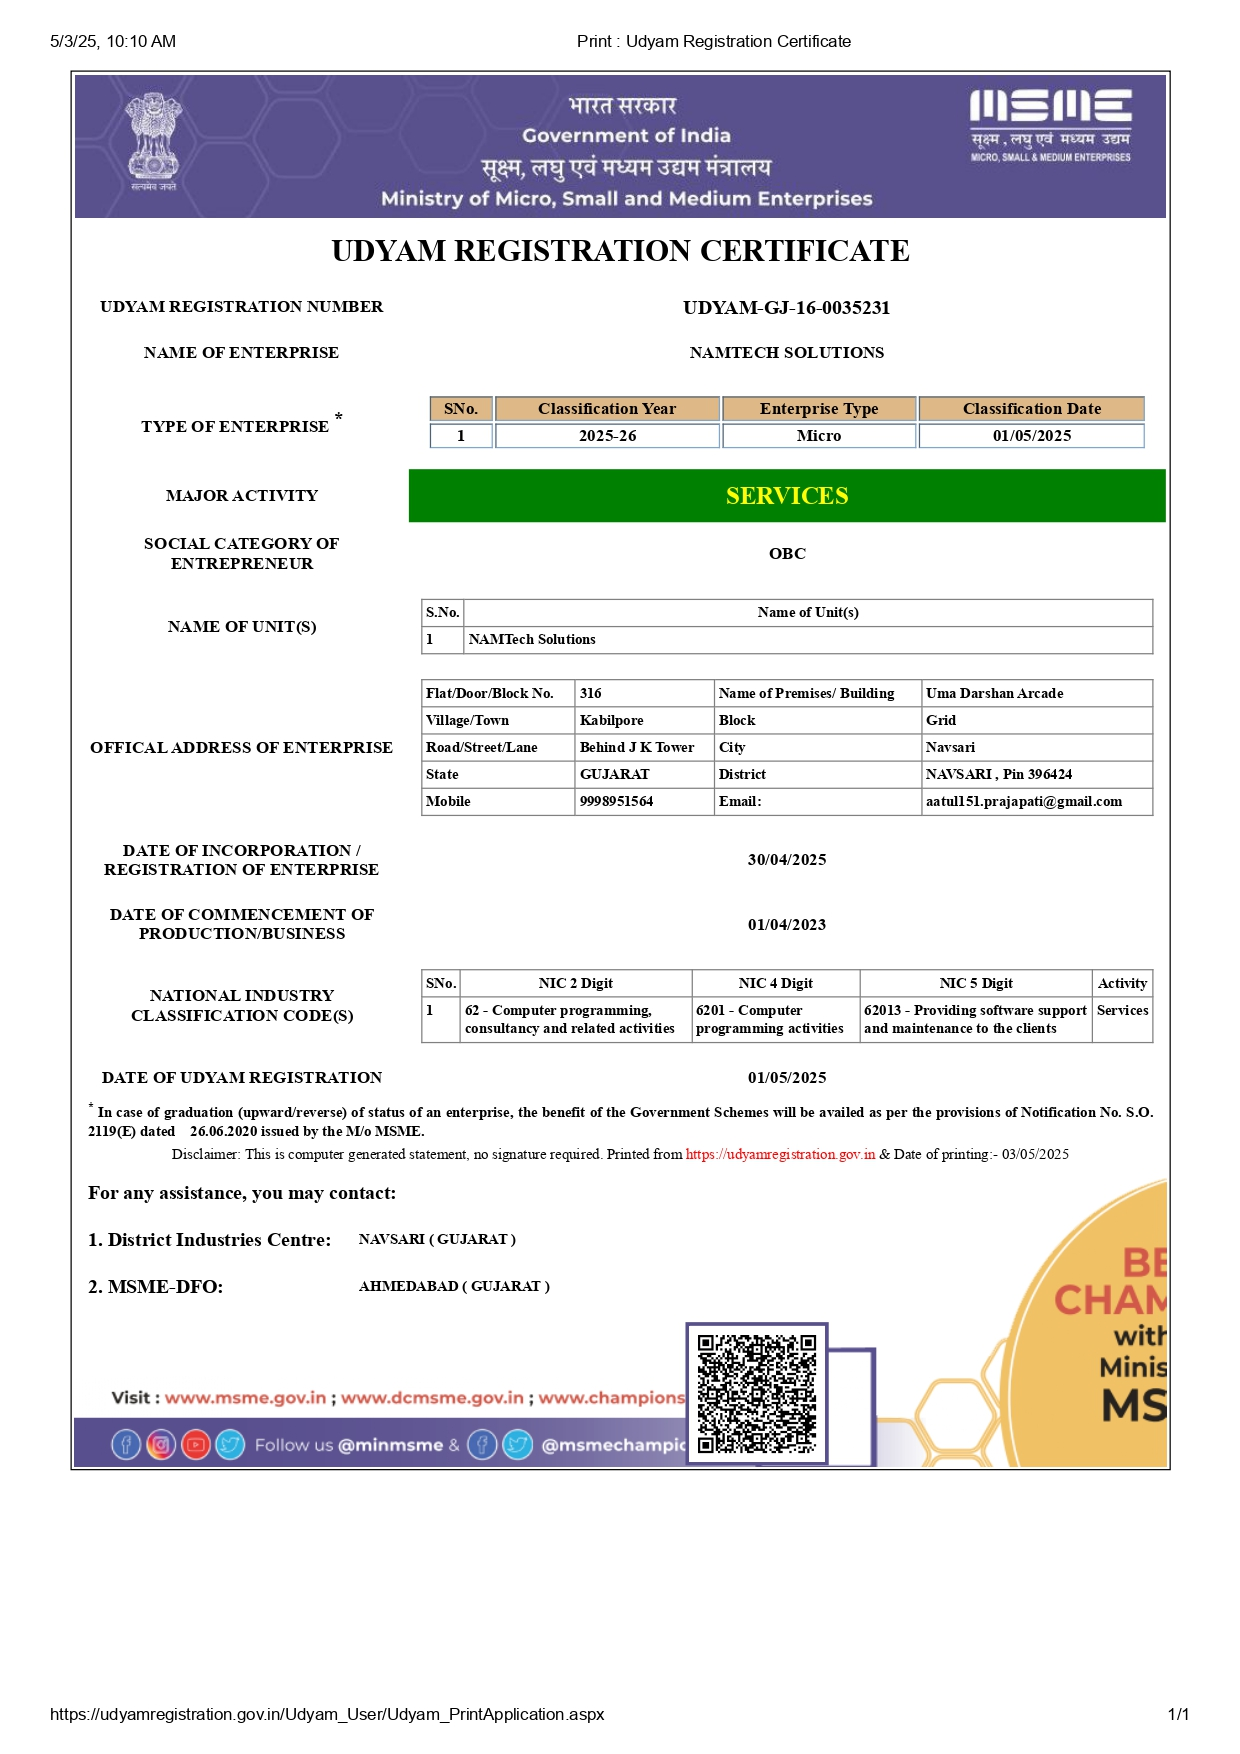 5/3/25, 10:10 AM Print : Udyam Registration Certificate
सत्यमेव जयते
भारत सरकार
Government of India
सूक्ष्म, लघु एवं मध्यम उद्यम मंत्रालय
Ministry of Micro, Small and Medium Enterprises
MSME
सूक्ष्म , लघु एवं मध्यम उद्यम
MICRO, SMALL & MEDIUM ENTERPRISES
UDYAM REGISTRATION CERTIFICATE
UDYAM REGISTRATION NUMBER UDYAM-GJ-16-0035231
NAME OF ENTERPRISE NAMTECH SOLUTIONS
TYPE OF ENTERPRISE *
SNo. Classification Year Enterprise Type Classification Date
1 2025-26 Micro 01/05/2025
MAJOR ACTIVITY SERVICES
SOCIAL CATEGORY OF
ENTREPRENEUR
OBC
NAME OF UNIT(S)
S.No. Name of Unit(s)
1 NAMTech Solutions
OFFICAL ADDRESS OF ENTERPRISE
Flat/Door/Block No. 316 Name of Premises/ Building Uma Darshan Arcade
Village/Town Kabilpore Block Grid
Road/Street/Lane Behind J K Tower City Navsari
State GUJARAT District NAVSARI , Pin 396424
Mobile 9998951564 Email: aatul151.prajapati@gmail.com
DATE OF INCORPORATION /
REGISTRATION OF ENTERPRISE
30/04/2025
DATE OF COMMENCEMENT OF
PRODUCTION/BUSINESS
01/04/2023
NATIONAL INDUSTRY
CLASSIFICATION CODE(S)
SNo. NIC 2 Digit NIC 4 Digit NIC 5 Digit Activity
1 62 - Computer programming, 6201 - Computer 62013 - Providing software support Services
consultancy and related activities programming activities and maintenance to the clients
DATE OF UDYAM REGISTRATION 01/05/2025
* In case of graduation (upward/reverse) of status of an enterprise, the benefit of the Government Schemes will be availed as per the provisions of Notification No. S.O.
2119(E) dated 26.06.2020 issued by the M/o MSME.
Disclaimer: This is computer generated statement, no signature required. Printed from https://udyamregistration.gov.in & Date of printing:- 03/05/2025
For any assistance, you may contact:
1. District Industries Centre: NAVSARI ( GUJARAT )
2. MSME-DFO: AHMEDABAD ( GUJARAT )
BE
CHAM
with
Minis
MS
Visit : www.msme.gov.in ; www.dcmsme.gov.in ; www.champions
Follow us @minmsme & @msmechampic
https://udyamregistration.gov.in/Udyam_User/Udyam_PrintApplication.aspx 1/1